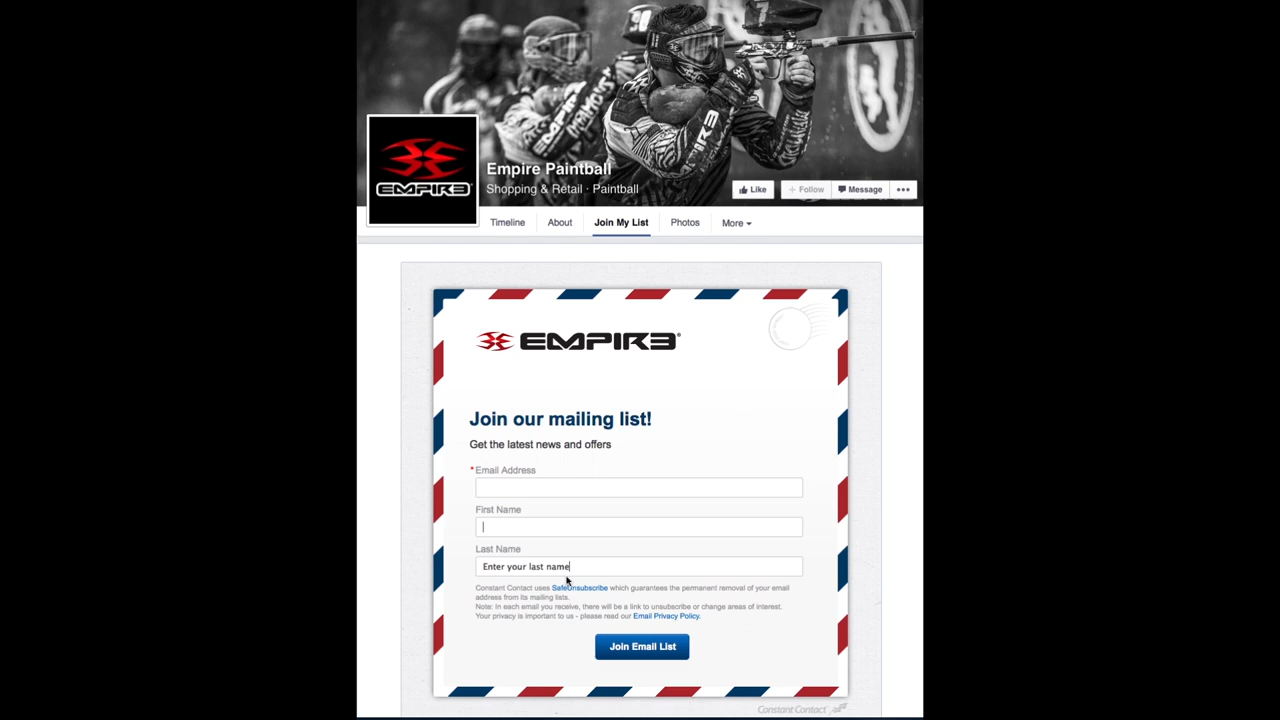 EMPIRE
Empire Paintball
Shopping & Retail · Paintball
Like
+ Follow
Message
•••
Timeline
About
Join My List
Photos
More
EMPIRE®
Join our mailing list!
Get the latest news and offers
* Email Address
First Name
Last Name
Enter your last name
Constant Contact uses SafeUnsubscribe which guarantees the permanent removal of your email
address from its mailing lists.
Note: In each email you receive, there will be a link to unsubscribe or change areas of interest.
Your privacy is important to us - please read our Email Privacy Policy.
Join Email List
Constant Contact